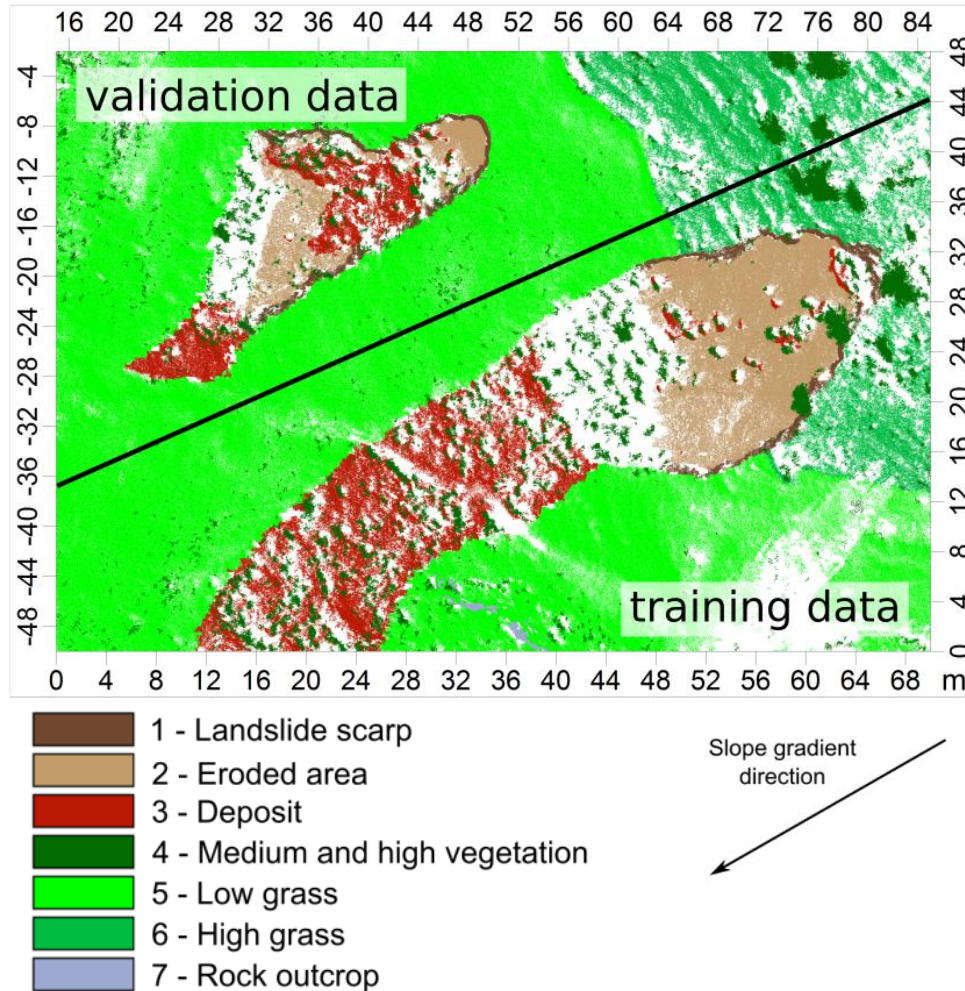 16 20 24 28 32 36 40 44 48 52 56 60 64 68 72 76 80 84
-4 -8 -12 -16 -20 -24 -28 -32 -36 -40 -44 -48
validation data
48 44 40 36 32 28 24 20 16 12 8 4 0
training data
0 4 8 12 16 20 24 28 32 36 40 44 48 52 56 60 64 68 m
1 - Landslide scarp
2 - Eroded area
3 - Deposit
4 - Medium and high vegetation
5 - Low grass
6 - High grass
7 - Rock outcrop
Slope gradient
direction